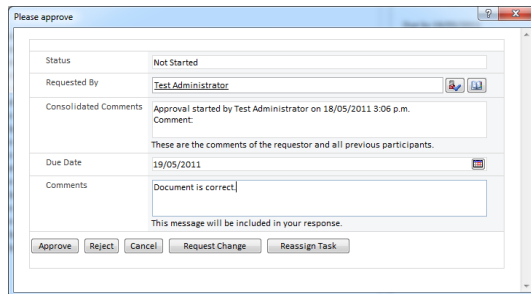 Please approve
Status
Not Started
Requested By
Test Administrator
Consolidated Comments
Approval started by Test Administrator on 18/05/2011 3:06 p.m.
Comment:
These are the comments of the requestor and all previous participants.
Due Date
19/05/2011
Comments
Document is correct.
This message will be included in your response.
Approve Reject Cancel Request Change Reassign Task